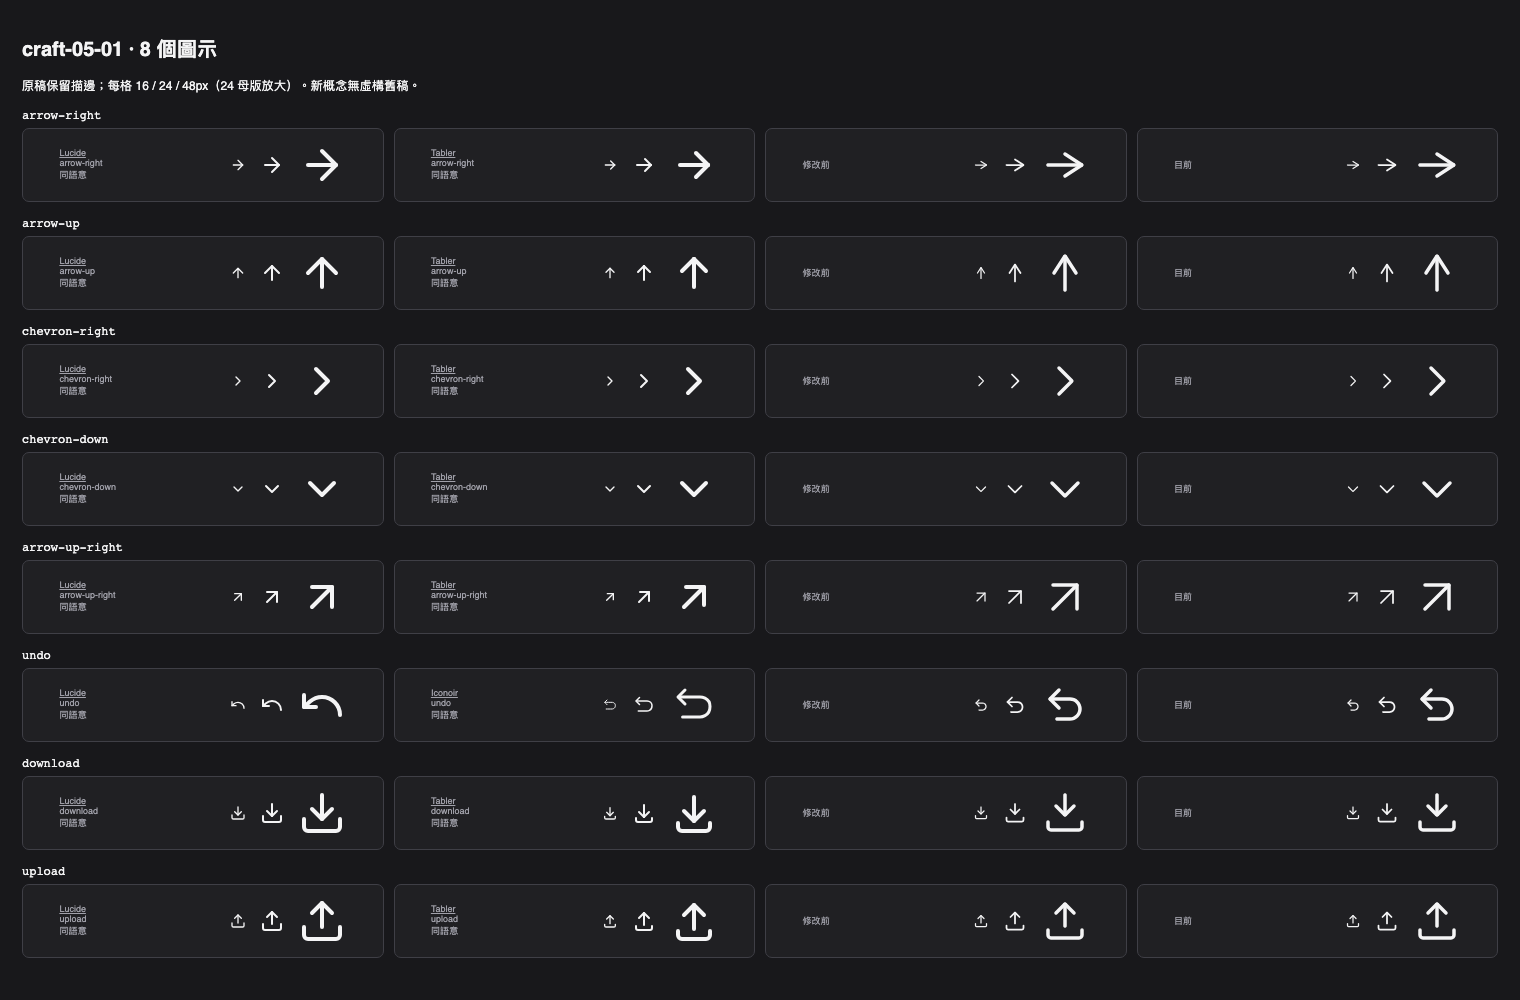 craft-05-01 · 8 個圖示
原稿保留描邊；每格 16 / 24 / 48px（24 母版放大）。新概念無虛構舊稿。
arrow-right
Lucide
arrow-right
同語意
Tabler
arrow-right
同語意
修改前
目前
arrow-up
Lucide
arrow-up
同語意
Tabler
arrow-up
同語意
修改前
目前
chevron-right
Lucide
chevron-right
同語意
Tabler
chevron-right
同語意
修改前
目前
chevron-down
Lucide
chevron-down
同語意
Tabler
chevron-down
同語意
修改前
目前
arrow-up-right
Lucide
arrow-up-right
同語意
Tabler
arrow-up-right
同語意
修改前
目前
undo
Lucide
undo
同語意
Iconoir
undo
同語意
修改前
目前
download
Lucide
download
同語意
Tabler
download
同語意
修改前
目前
upload
Lucide
upload
同語意
Tabler
upload
同語意
修改前
目前